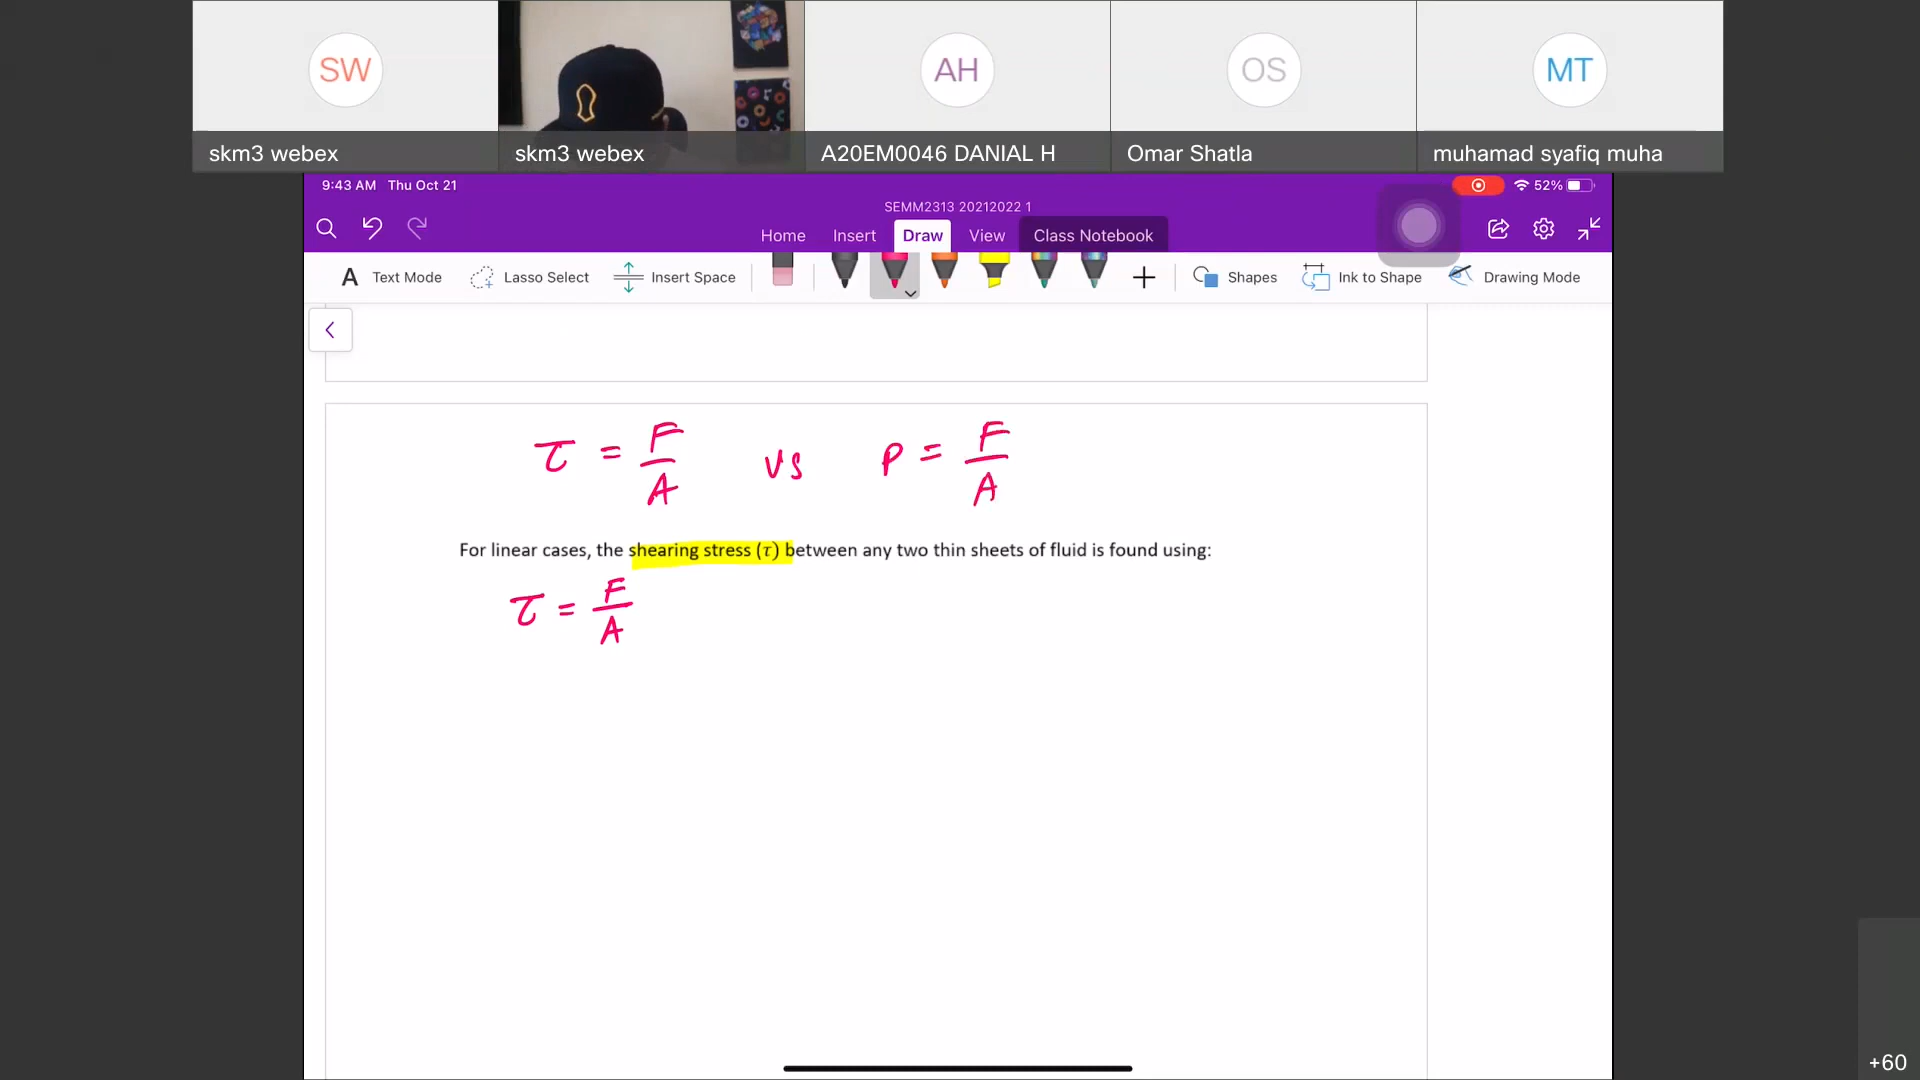 SW
AH
OS
MT
skm3 webex
skm3 webex
A20EM0046 DANIAL H
Omar Shatla
muhamad syafiq muha
9:43 AM Thu Oct 21
52%
SEMM2313 20212022 1
Home Insert Draw View Class Notebook
A Text Mode Lasso Select Insert Space Shapes Ink to Shape Drawing Mode
τ = F/A vs P = F/A
For linear cases, the shearing stress (τ) between any two thin sheets of fluid is found using:
τ = F/A
+60